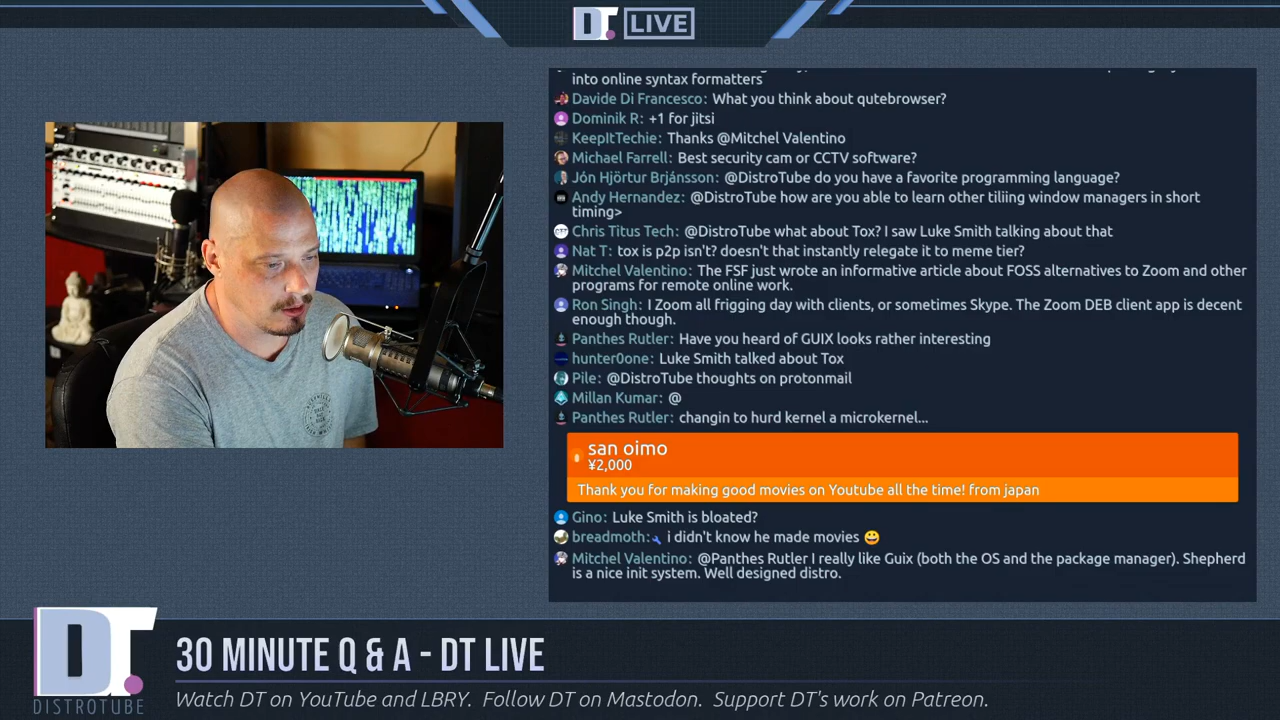 DT. LIVE
into online syntax formatters
Davide Di Francesco: What you think about qutebrowser?
Dominik R: +1 for jitsi
KeepItTechie: Thanks @Mitchel Valentino
Michael Farrell: Best security cam or CCTV software?
Jón Hjörtur Brjánsson: @DistroTube do you have a favorite programming language?
Andy Hernandez: @DistroTube how are you able to learn other tiliing window managers in short
timing>
Chris Titus Tech: @DistroTube what about Tox? I saw Luke Smith talking about that
Nat T: tox is p2p isn't? doesn't that instantly relegate it to meme tier?
Mitchel Valentino: The FSF just wrote an informative article about FOSS alternatives to Zoom and other
programs for remote online work.
Ron Singh: I Zoom all frigging day with clients, or sometimes Skype. The Zoom DEB client app is decent
enough though.
Panthes Rutler: Have you heard of GUIX looks rather interesting
hunter0one: Luke Smith talked about Tox
Pile: @DistroTube thoughts on protonmail
Millan Kumar: @
Panthes Rutler: changin to hurd kernel a microkernel...
san oimo
¥2,000
Thank you for making good movies on Youtube all the time! from japan
Gino: Luke Smith is bloated?
breadmoth: i didn't know he made movies 😀
Mitchel Valentino: @Panthes Rutler I really like Guix (both the OS and the package manager). Shepherd
is a nice init system. Well designed distro.
DT.
DISTROTUBE
30 MINUTE Q & A - DT LIVE
Watch DT on YouTube and LBRY. Follow DT on Mastodon. Support DT's work on Patreon.